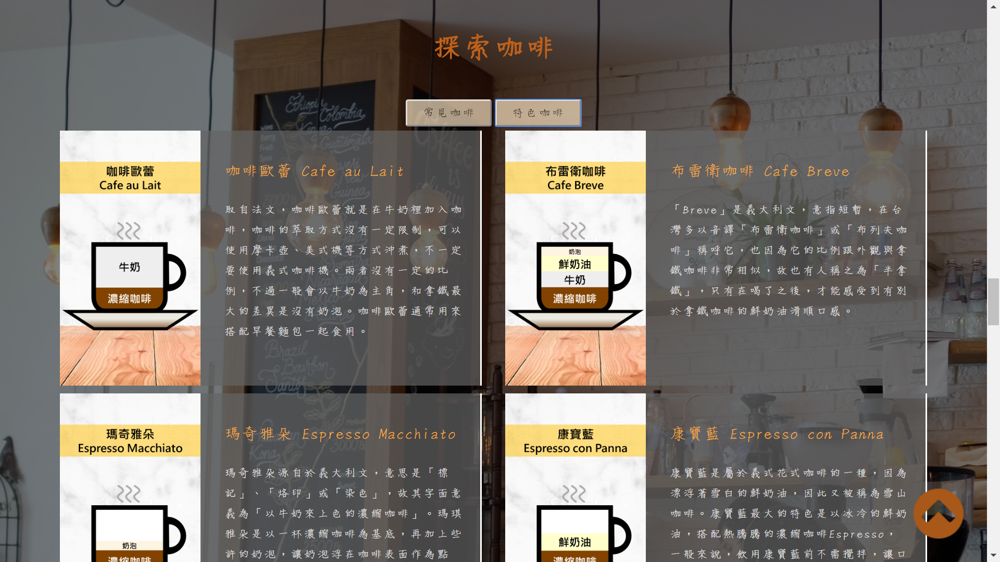 探索咖啡
常見咖啡
特色咖啡
咖啡歐蕾
Cafe au Lait
牛奶
濃縮咖啡
咖啡歐蕾 Cafe au Lait
取自法文，咖啡歐蕾就是在牛奶裡加入咖
啡，咖啡的萃取方式沒有一定限制，可以
使用摩卡壺、美式機等方式沖煮，不一定
要使用義式咖啡機。兩者沒有一定的比
例，不過一般會以牛奶為主角，和拿鐵最
大的差異是沒有奶泡。咖啡歐蕾通常用來
搭配早餐麵包一起食用。
布雷衛咖啡
Cafe Breve
奶泡
鮮奶油
牛奶
濃縮咖啡
布雷衛咖啡 Cafe Breve
「Breve」是義大利文，意指短暫，在台
灣多以音譯「布雷衛咖啡」或「布列夫咖
啡」稱呼它，也因為它的比例跟外觀與拿
鐵咖啡非常相似，故也有人稱之為「半拿
鐵」，只有在喝了之後，才能感受到有別
於拿鐵咖啡的鮮奶油滑順口感。
瑪奇雅朵
Espresso Macchiato
奶泡
濃縮咖啡
瑪奇雅朵 Espresso Macchiato
瑪奇雅朵源自於義大利文，意思是「標
記」、「烙印」或「染色」，故其字面意
義為「以牛奶來上色的濃縮咖啡」。瑪琪
雅朵是以一杯濃縮咖啡為基底，再加上些
許的奶泡，讓奶泡浮在咖啡表面作為點
康寶藍
Espresso con Panna
鮮奶油
濃縮咖啡
康寶藍 Espresso con Panna
康寶藍是屬於義式花式咖啡的一種，因為
漂浮著雪白的鮮奶油，因此又被稱為雪山
咖啡。康寶藍最大的特色是以冰冷的鮮奶
油，搭配熱騰騰的濃縮咖啡Espresso，
一般來說，飲用康寶藍前不需攪拌，讓口
Ethiopia
Colombia
Kenya
Guatemala
New
Guinea
Nicaragua
Mexico
Brazil
Bourbon
Santos
Kona
Coffee
is